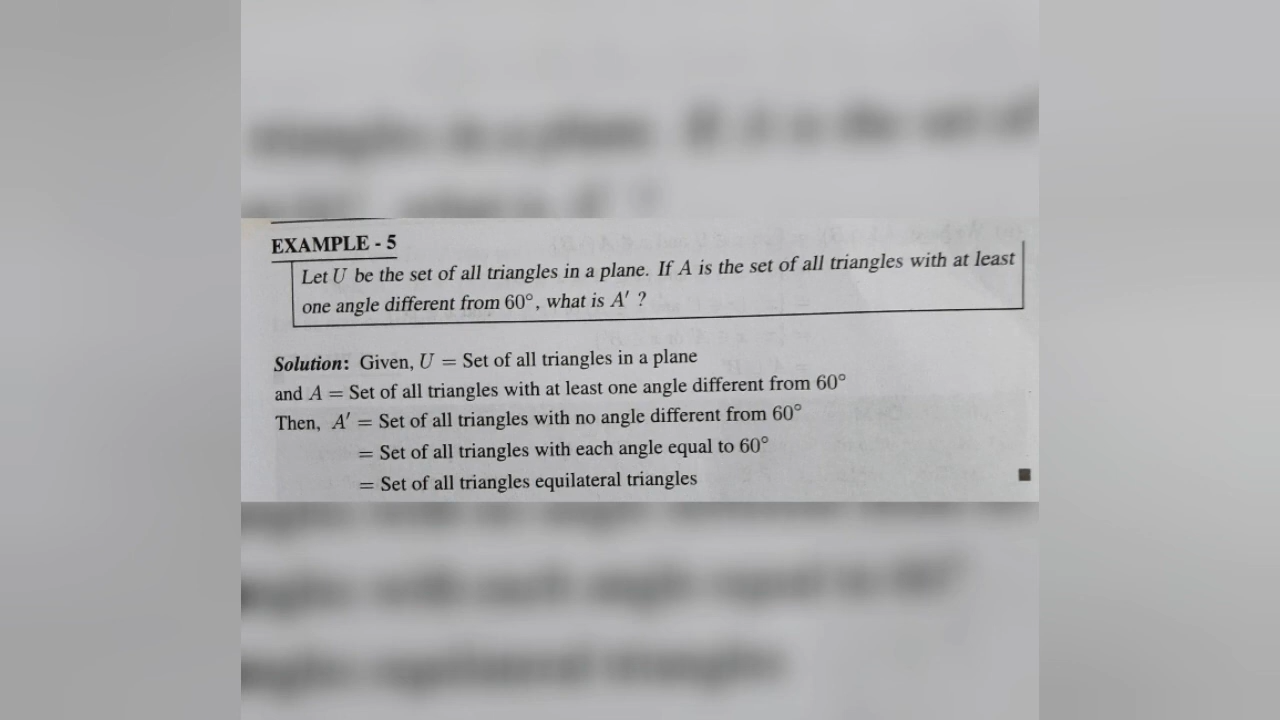 EXAMPLE - 5
Let U be the set of all triangles in a plane. If A is the set of all triangles with at least
one angle different from 60°, what is A′ ?
Solution: Given, U = Set of all triangles in a plane
and A = Set of all triangles with at least one angle different from 60°
Then, A′ = Set of all triangles with no angle different from 60°
= Set of all triangles with each angle equal to 60°
= Set of all triangles equilateral triangles